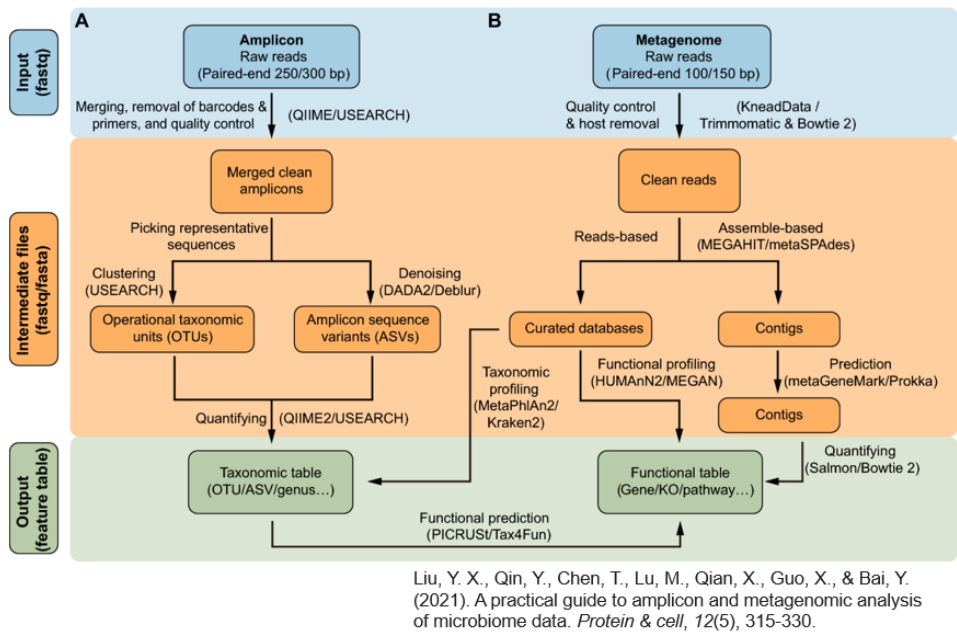 A
B
Input
(fastq)
Amplicon
Raw reads
(Paired-end 250/300 bp)
Metagenome
Raw reads
(Paired-end 100/150 bp)
Merging, removal of barcodes &
primers, and quality control
(QIIME/USEARCH)
Quality control
& host removal
(KneadData /
Trimmomatic & Bowtie 2)
Intermediate files
(fastq/fasta)
Merged clean
amplicons
Clean reads
Picking representative
sequences
Reads-based
Assemble-based
(MEGAHIT/metaSPAdes)
Clustering
(USEARCH)
Denoising
(DADA2/Deblur)
Operational taxonomic
units (OTUs)
Amplicon sequence
variants (ASVs)
Curated databases
Contigs
Taxonomic
profiling
(MetaPhlAn2/
Kraken2)
Functional profiling
(HUMAnN2/MEGAN)
Prediction
(metaGeneMark/Prokka)
Contigs
Quantifying
(QIIME2/USEARCH)
Output
(feature table)
Taxonomic table
(OTU/ASV/genus…)
Functional table
(Gene/KO/pathway…)
Quantifying
(Salmon/Bowtie 2)
Functional prediction
(PICRUSt/Tax4Fun)
Liu, Y. X., Qin, Y., Chen, T., Lu, M., Qian, X., Guo, X., & Bai, Y.
(2021). A practical guide to amplicon and metagenomic analysis
of microbiome data. Protein & cell, 12(5), 315-330.